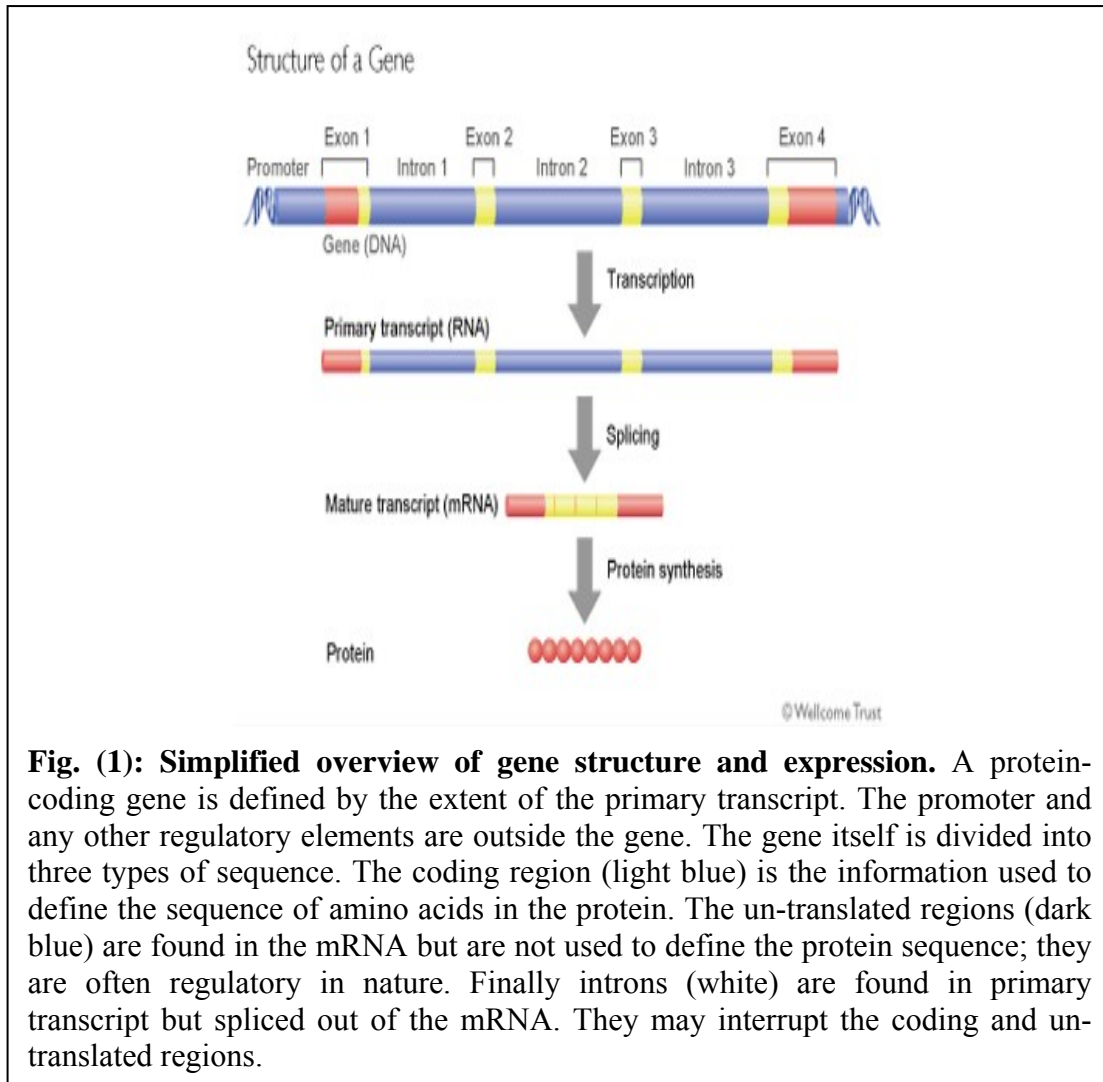 Structure of a Gene
Exon 1 Exon 2 Exon 3 Exon 4
Promoter Intron 1 Intron 2 Intron 3
Gene (DNA)
Transcription
Primary transcript (RNA)
Splicing
Mature transcript (mRNA)
Protein synthesis
Protein
© Wellcome Trust
Fig. (1): Simplified overview of gene structure and expression. A protein-
coding gene is defined by the extent of the primary transcript. The promoter and
any other regulatory elements are outside the gene. The gene itself is divided into
three types of sequence. The coding region (light blue) is the information used to
define the sequence of amino acids in the protein. The un-translated regions (dark
blue) are found in the mRNA but are not used to define the protein sequence; they
are often regulatory in nature. Finally introns (white) are found in primary
transcript but spliced out of the mRNA. They may interrupt the coding and un-
translated regions.